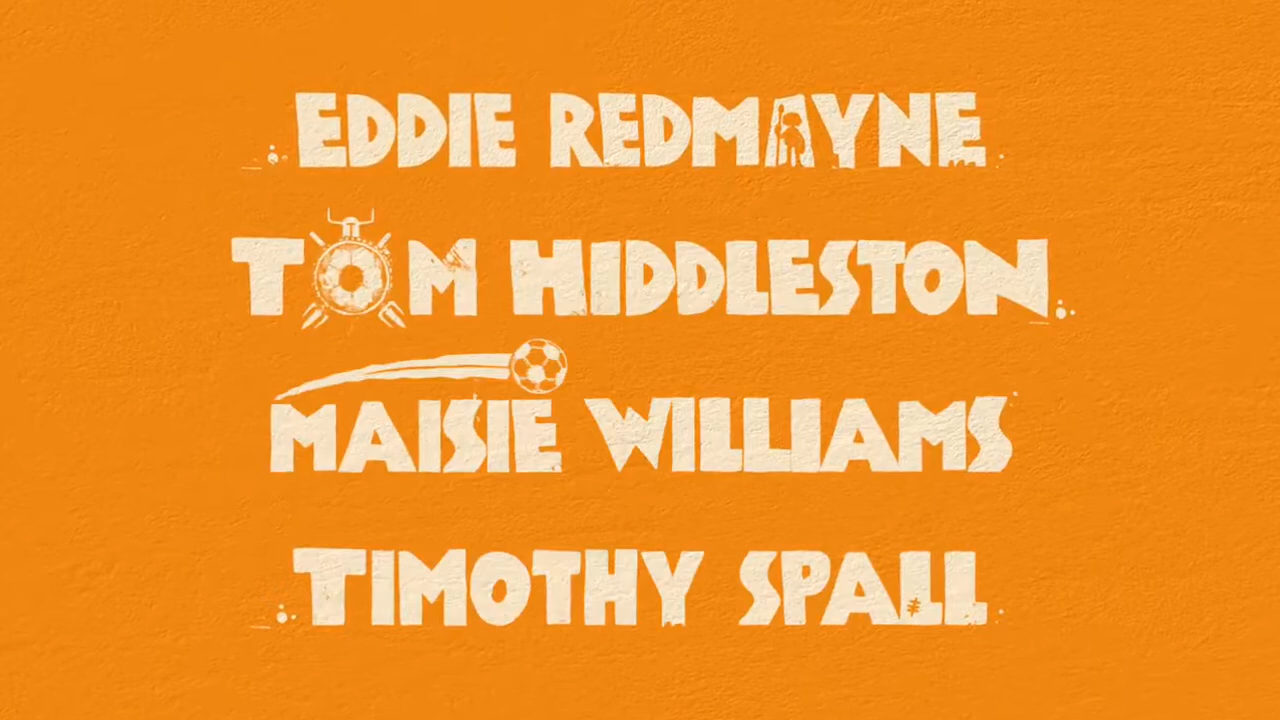 EDDIE REDMAYNE
TOM HIDDLESTON
MAISIE WILLIAMS
TIMOTHY SPALL